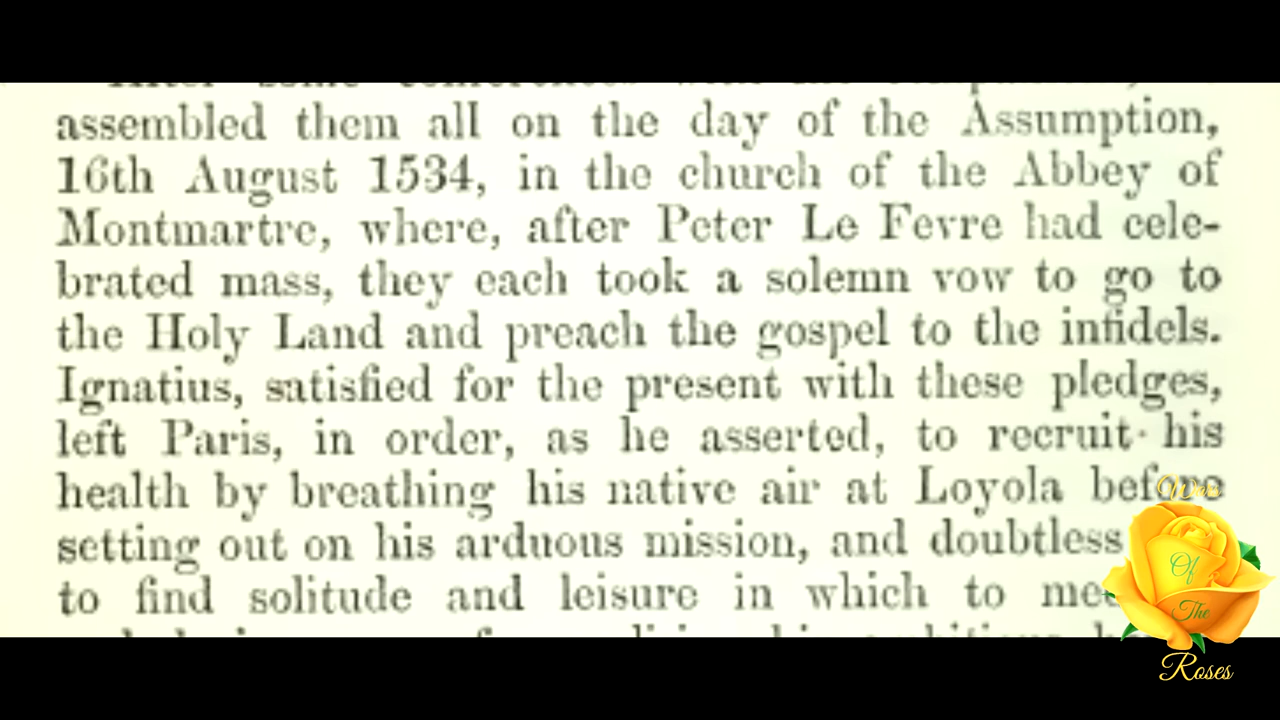 assembled them all on the day of the Assumption,
16th August 1534, in the church of the Abbey of
Montmartre, where, after Peter Le Fevre had cele-
brated mass, they each took a solemn vow to go to
the Holy Land and preach the gospel to the infidels.
Ignatius, satisfied for the present with these pledges,
left Paris, in order, as he asserted, to recruit his
health by breathing his native air at Loyola before
setting out on his arduous mission, and doubtless
to find solitude and leisure in which to
Wars
Of
The
Roses